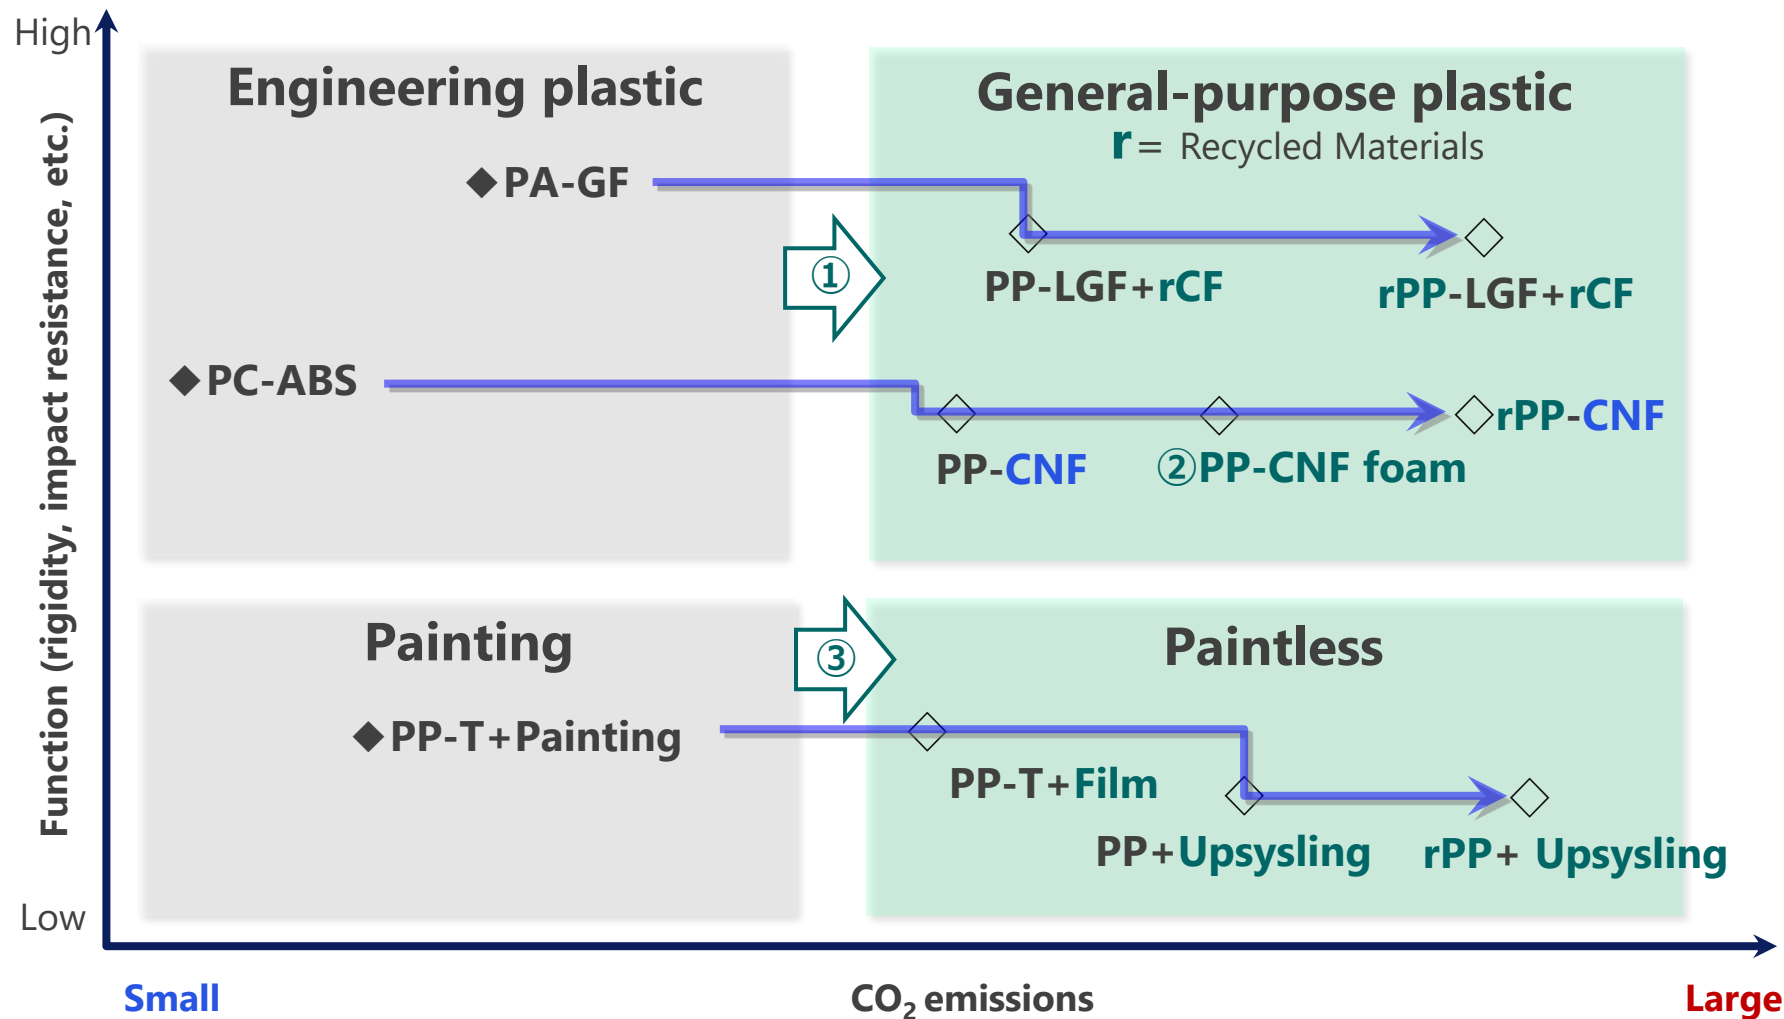 High
Function (rigidity, impact resistance, etc.)
Engineering plastic
General-purpose plastic
r = Recycled Materials
◆PA-GF
①
PP-LGF+rCF
rPP-LGF+rCF
◆PC-ABS
PP-CNF
②PP-CNF foam
rPP-CNF
Painting
③
Paintless
◆PP-T+Painting
PP-T+Film
PP+Upsysling
rPP+ Upsysling
Low
Small
CO₂ emissions
Large